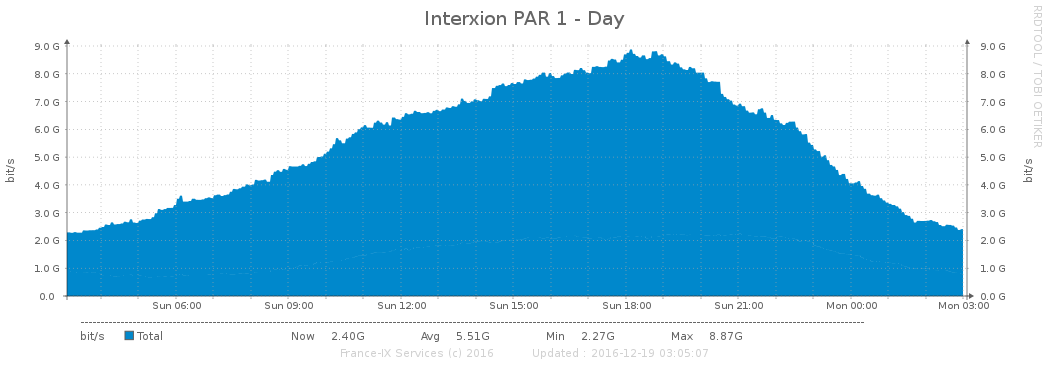 Interxion PAR 1 - Day
RRDTOOL / TOBI OETIKER
bit/s
9.0 G 9.0 G
8.0 G 8.0 G
7.0 G 7.0 G
6.0 G 6.0 G
5.0 G 5.0 G
4.0 G 4.0 G
3.0 G 3.0 G
2.0 G 2.0 G
1.0 G 1.0 G
0.0 0.0 G
bit/s
Sun 06:00 Sun 09:00 Sun 12:00 Sun 15:00 Sun 18:00 Sun 21:00 Mon 00:00 Mon 03:00
bit/s Total Now 2.40G Avg 5.51G Min 2.27G Max 8.87G
France-IX Services (c) 2016 Updated : 2016-12-19 03:05:07